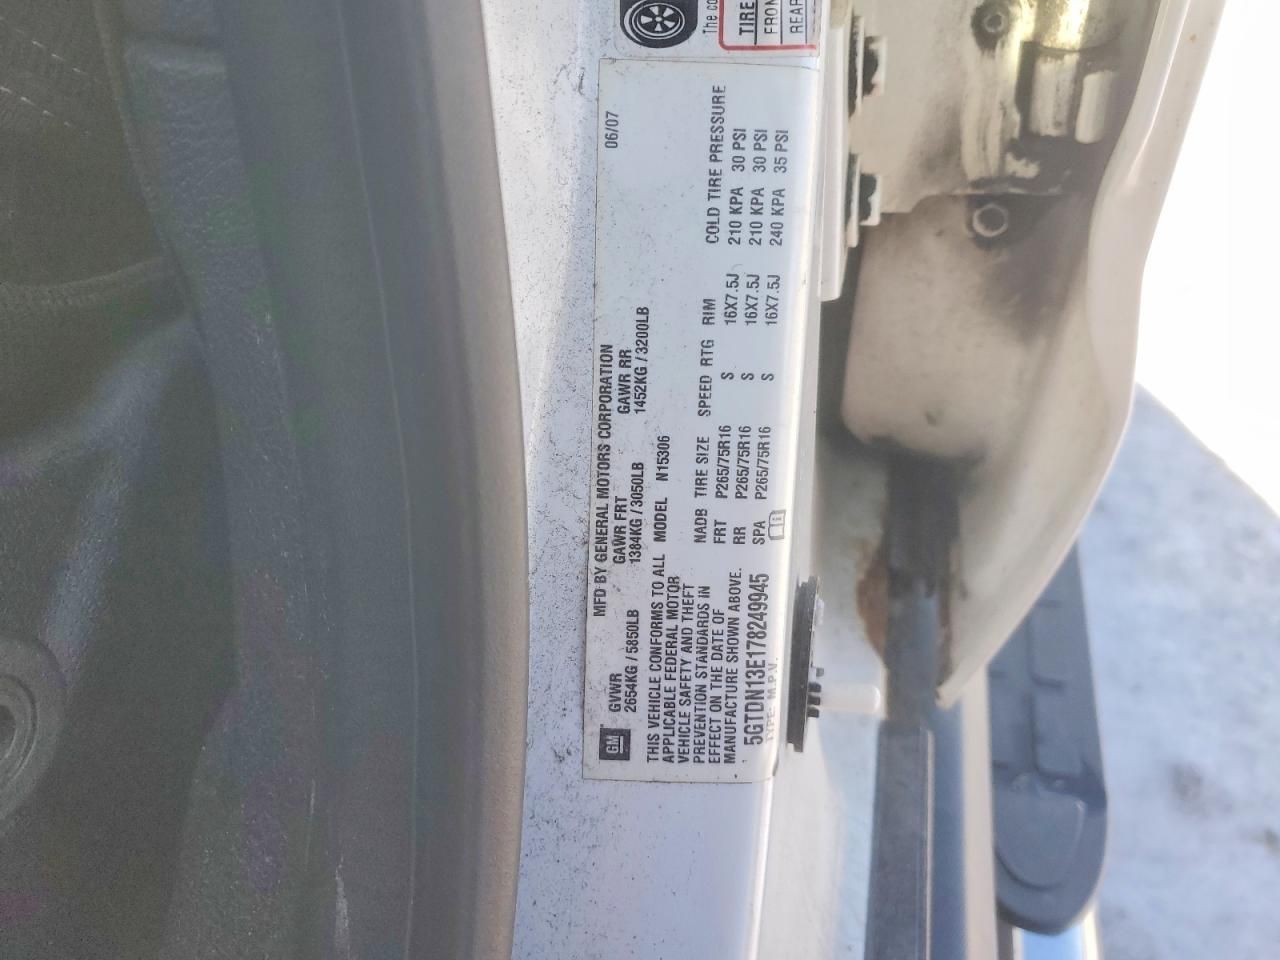 The co
TIRE
FRON
REAR
MFD BY GENERAL MOTORS CORPORATION 06/07
GM GVWR GAWR FRT GAWR RR
2654KG / 5850LB 1384KG / 3050LB 1452KG / 3200LB
THIS VEHICLE CONFORMS TO ALL
APPLICABLE FEDERAL MOTOR
VEHICLE SAFETY AND THEFT
PREVENTION STANDARDS IN
EFFECT ON THE DATE OF
MANUFACTURE SHOWN ABOVE.
5GTDN13E178249945
TYPE: M.P.V.
MODEL N15306
NADB TIRE SIZE SPEED RTG RIM COLD TIRE PRESSURE
FRT P265/75R16 S 16X7.5J 210 KPA 30 PSI
RR P265/75R16 S 16X7.5J 210 KPA 30 PSI
SPA P265/75R16 S 16X7.5J 240 KPA 35 PSI